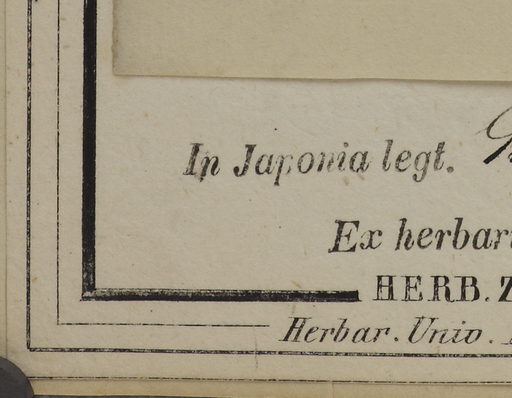 In Japonia legt.
Ex herbar
HERB. Z
Herbar. Univ.